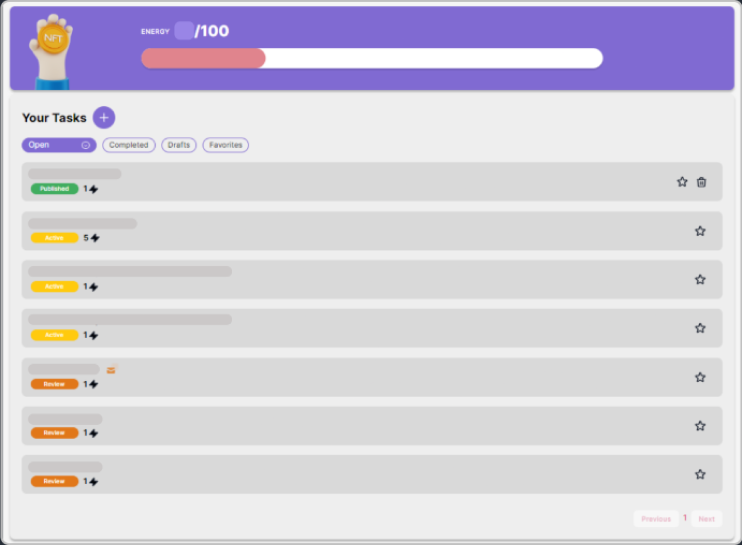 NFT
ENERGY /100
Your Tasks +
Open
Completed
Drafts
Favorites
Published 1
Active 5
Active 1
Active 1
Review 1
Review 1
Review 1
Previous 1 Next